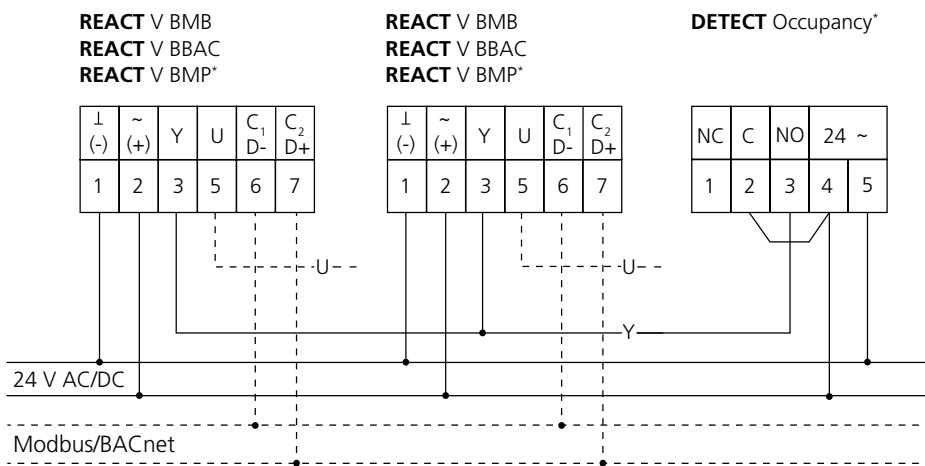 REACT V BMB
REACT V BBAC
REACT V BMP*
REACT V BMB
REACT V BBAC
REACT V BMP*
DETECT Occupancy*
⊥ ~ Y U C₁ C₂
(-) (+) D- D+
1 2 3 5 6 7
⊥ ~ Y U C₁ C₂
(-) (+) D- D+
1 2 3 5 6 7
NC C NO 24 ~
1 2 3 4 5
U
U
Y
24 V AC/DC
Modbus/BACnet